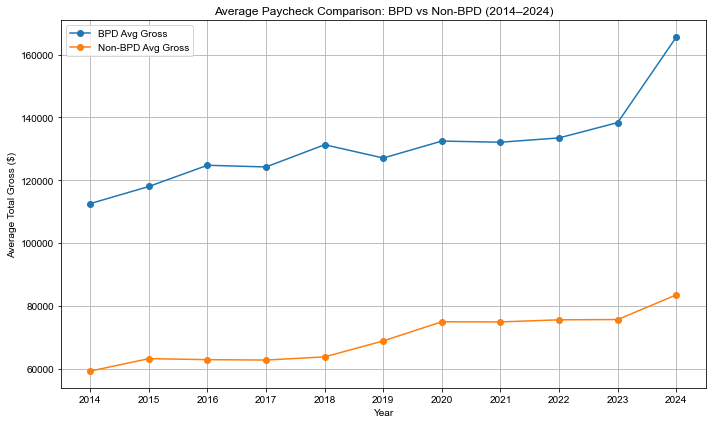 Average Paycheck Comparison: BPD vs Non-BPD (2014–2024)
BPD Avg Gross
Non-BPD Avg Gross
Average Total Gross ($)
160000
140000
120000
100000
80000
60000
2014 2015 2016 2017 2018 2019 2020 2021 2022 2023 2024
Year